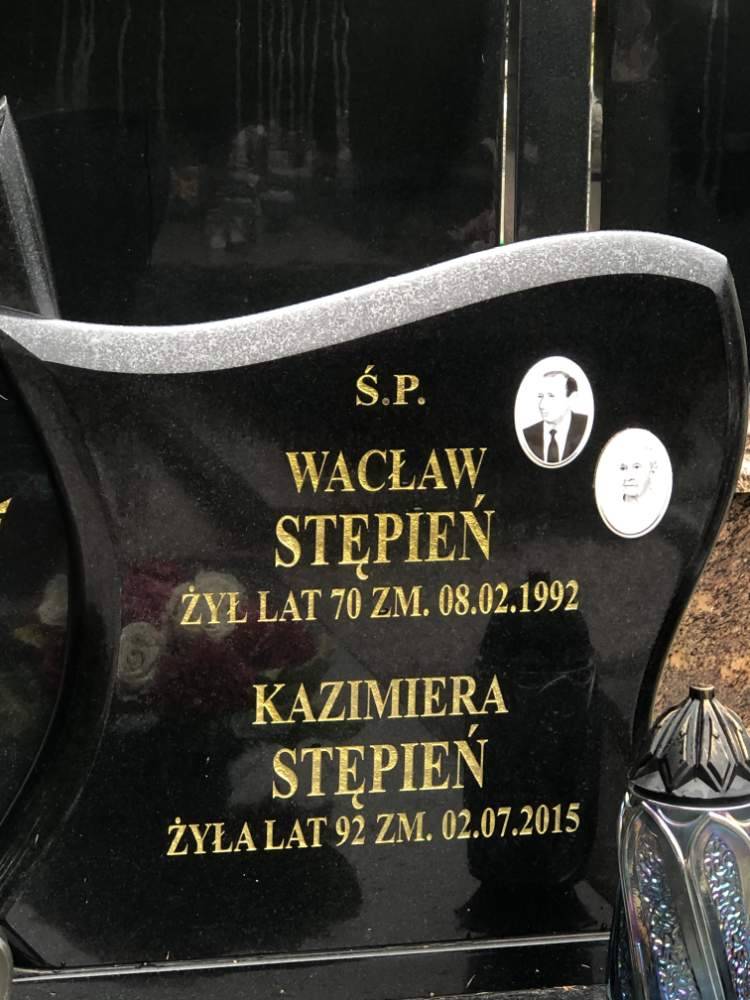 Ś.P.
WACŁAW
STĘPIEŃ
ŻYŁ LAT 70 ZM. 08.02.1992
KAZIMIERA
STĘPIEŃ
ŻYŁA LAT 92 ZM. 02.07.2015